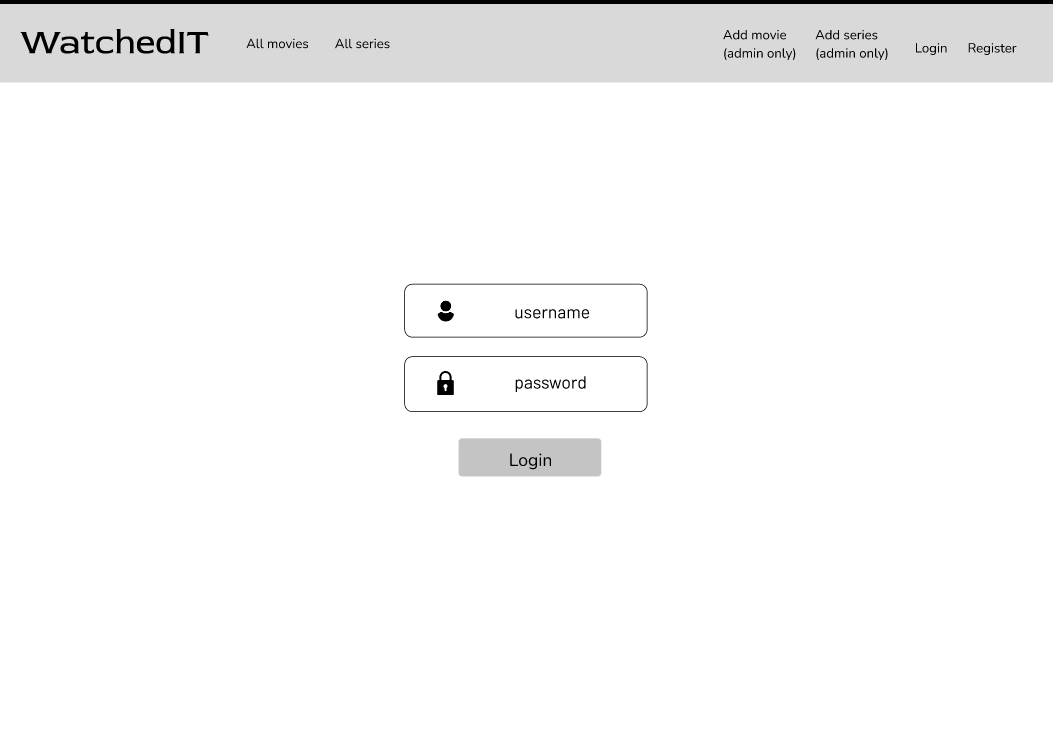 WatchedIT
All movies
All series
Add movie
(admin only)
Add series
(admin only)
Login
Register
username
password
Login